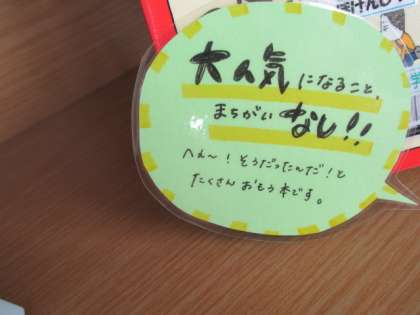 大人気になること、
まちがいなし!!
へぇ〜!そうだったんだ!と
たくさんおもう本です。